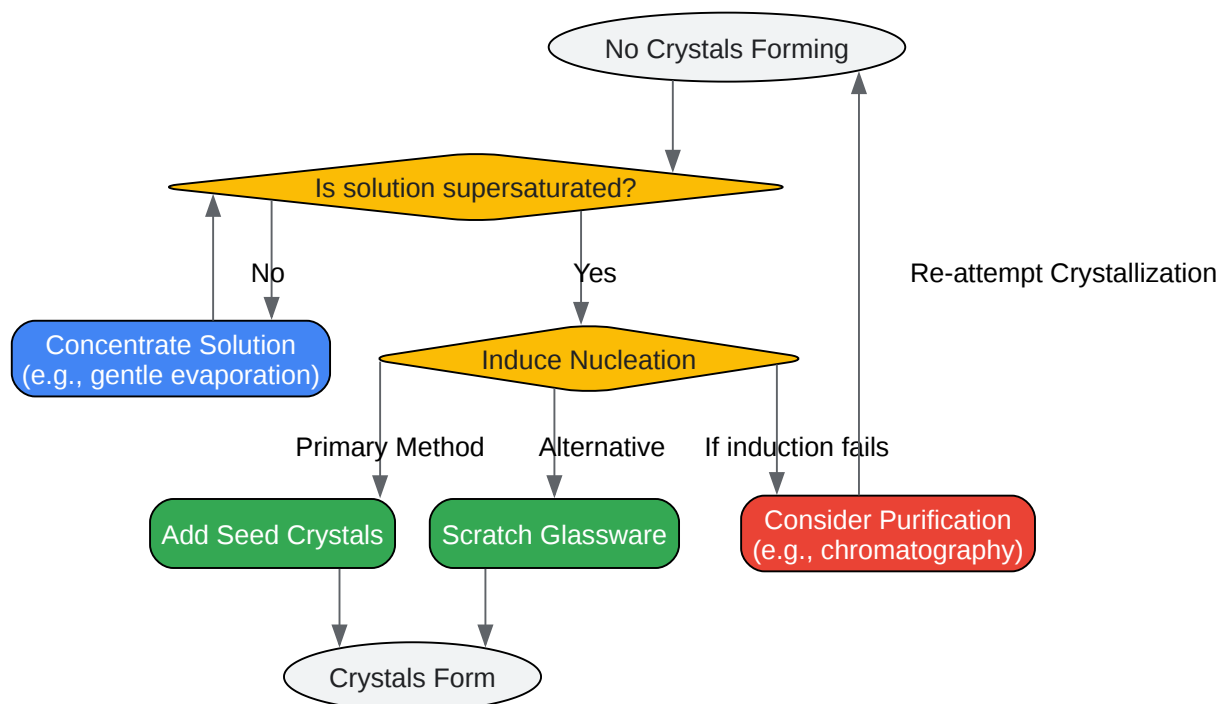 No Crystals Forming
Is solution supersaturated?
No
Yes
Re-attempt Crystallization
Concentrate Solution
(e.g., gentle evaporation)
Induce Nucleation
Primary Method
Alternative
If induction fails
Add Seed Crystals
Scratch Glassware
Consider Purification
(e.g., chromatography)
Crystals Form